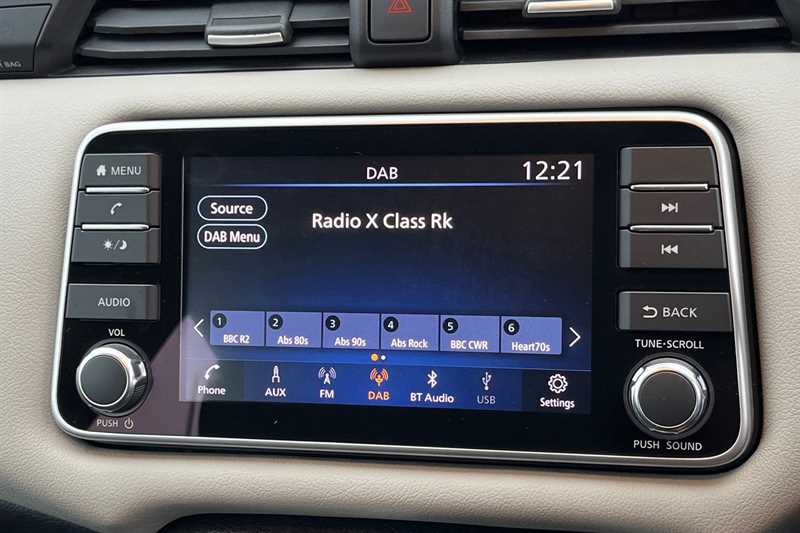 BAG
MENU
AUDIO
VOL
PUSH
DAB
12:21
Source
DAB Menu
Radio X Class Rk
1
BBC R2
2
Abs 80s
3
Abs 90s
4
Abs Rock
5
BBC CWR
6
Heart70s
Phone
AUX
FM
DAB
BT Audio
USB
Settings
BACK
TUNE·SCROLL
PUSH SOUND